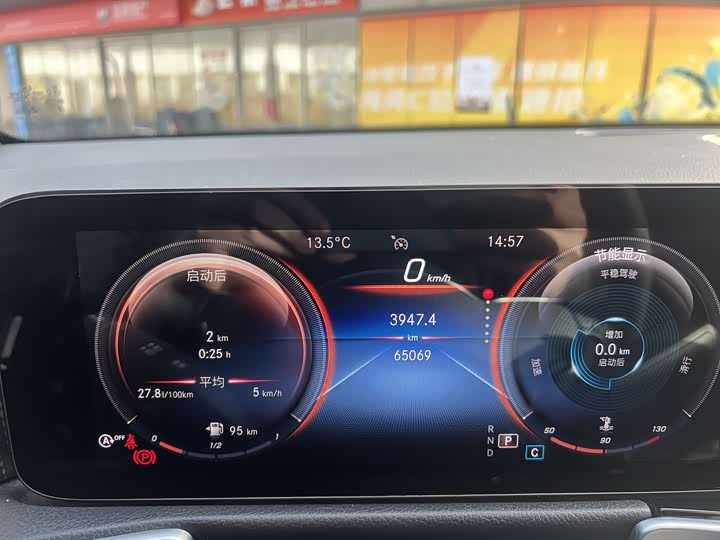 13.5°C
14:57
启动后
2 km
0:25 h
平均
27.8 l/100km
5 km/h
95 km
0 1/2 1
A OFF
P
0 km/h
3947.4
km
65069
R
N
D
P
C
节能显示
平稳驾驶
增加
0.0 km
启动后
加速
滑行
50 90 130